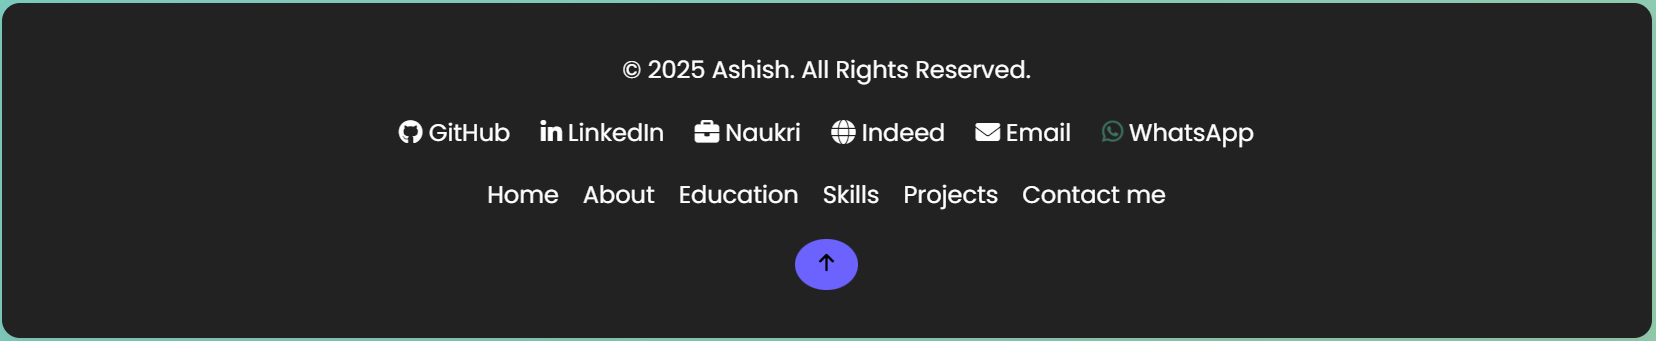 © 2025 Ashish. All Rights Reserved.
GitHub LinkedIn Naukri Indeed Email WhatsApp
Home About Education Skills Projects Contact me